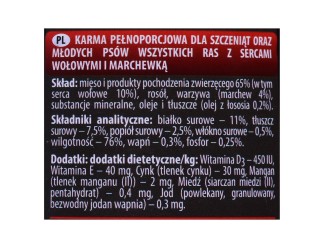 PL KARMA PEŁNOPORCJOWA DLA SZCZENIĄT ORAZ
MŁODYCH PSÓW WSZYSTKICH RAS Z SERCAMI
WOŁOWYMI I MARCHEWKĄ
Skład: mięso i produkty pochodzenia zwierzęcego 65% (w tym
serca wołowe 10%), rosół, warzywa (marchew 4%),
substancje mineralne, oleje i tłuszcze (olej z łososia 0,2%).
Składniki analityczne: białko surowe – 11%, tłuszcz
surowy – 7,5%, popiół surowy – 2,5%, włókno surowe – 0,5%,
wilgotność – 76%, wapń – 0,3%, fosfor – 0,25%.
Dodatki: dodatki dietetyczne/kg: Witamina D3 – 450 IU,
Witamina E – 40 mg, Cynk (tlenek cynku) – 30 mg, Mangan
(tlenek manganu (II)) – 2 mg, Miedź (siarczan miedzi (II),
pentahydrat) – 0,4 mg, Jod (powlekany, granulowany,
bezwodny jodan wapnia) – 0,3 mg.